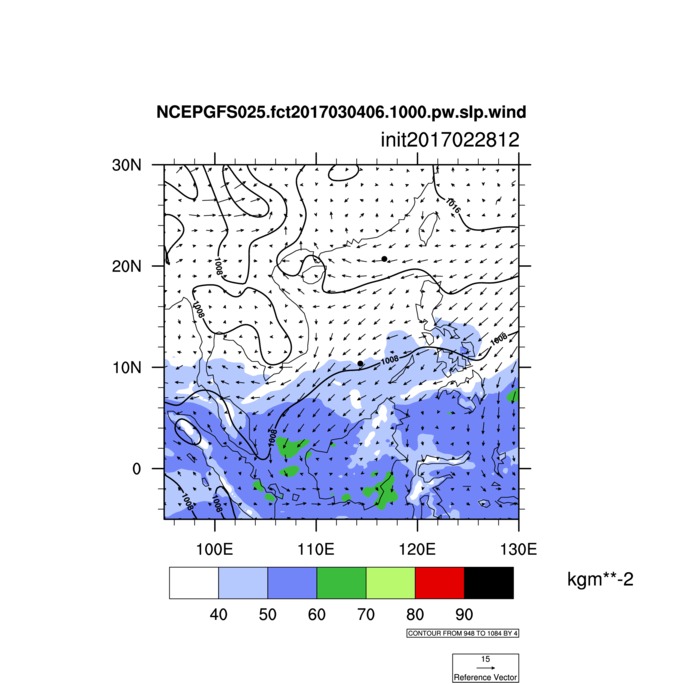 NCEPGFS025.fct2017030406.1000.pw.slp.wind
init2017022812
30N
20N
10N
0
1016
1008
1008
1008
1008
1008
1008
1008
100E 110E 120E 130E
40 50 60 70 80 90
kgm**-2
CONTOUR FROM 948 TO 1084 BY 4
15
Reference Vector